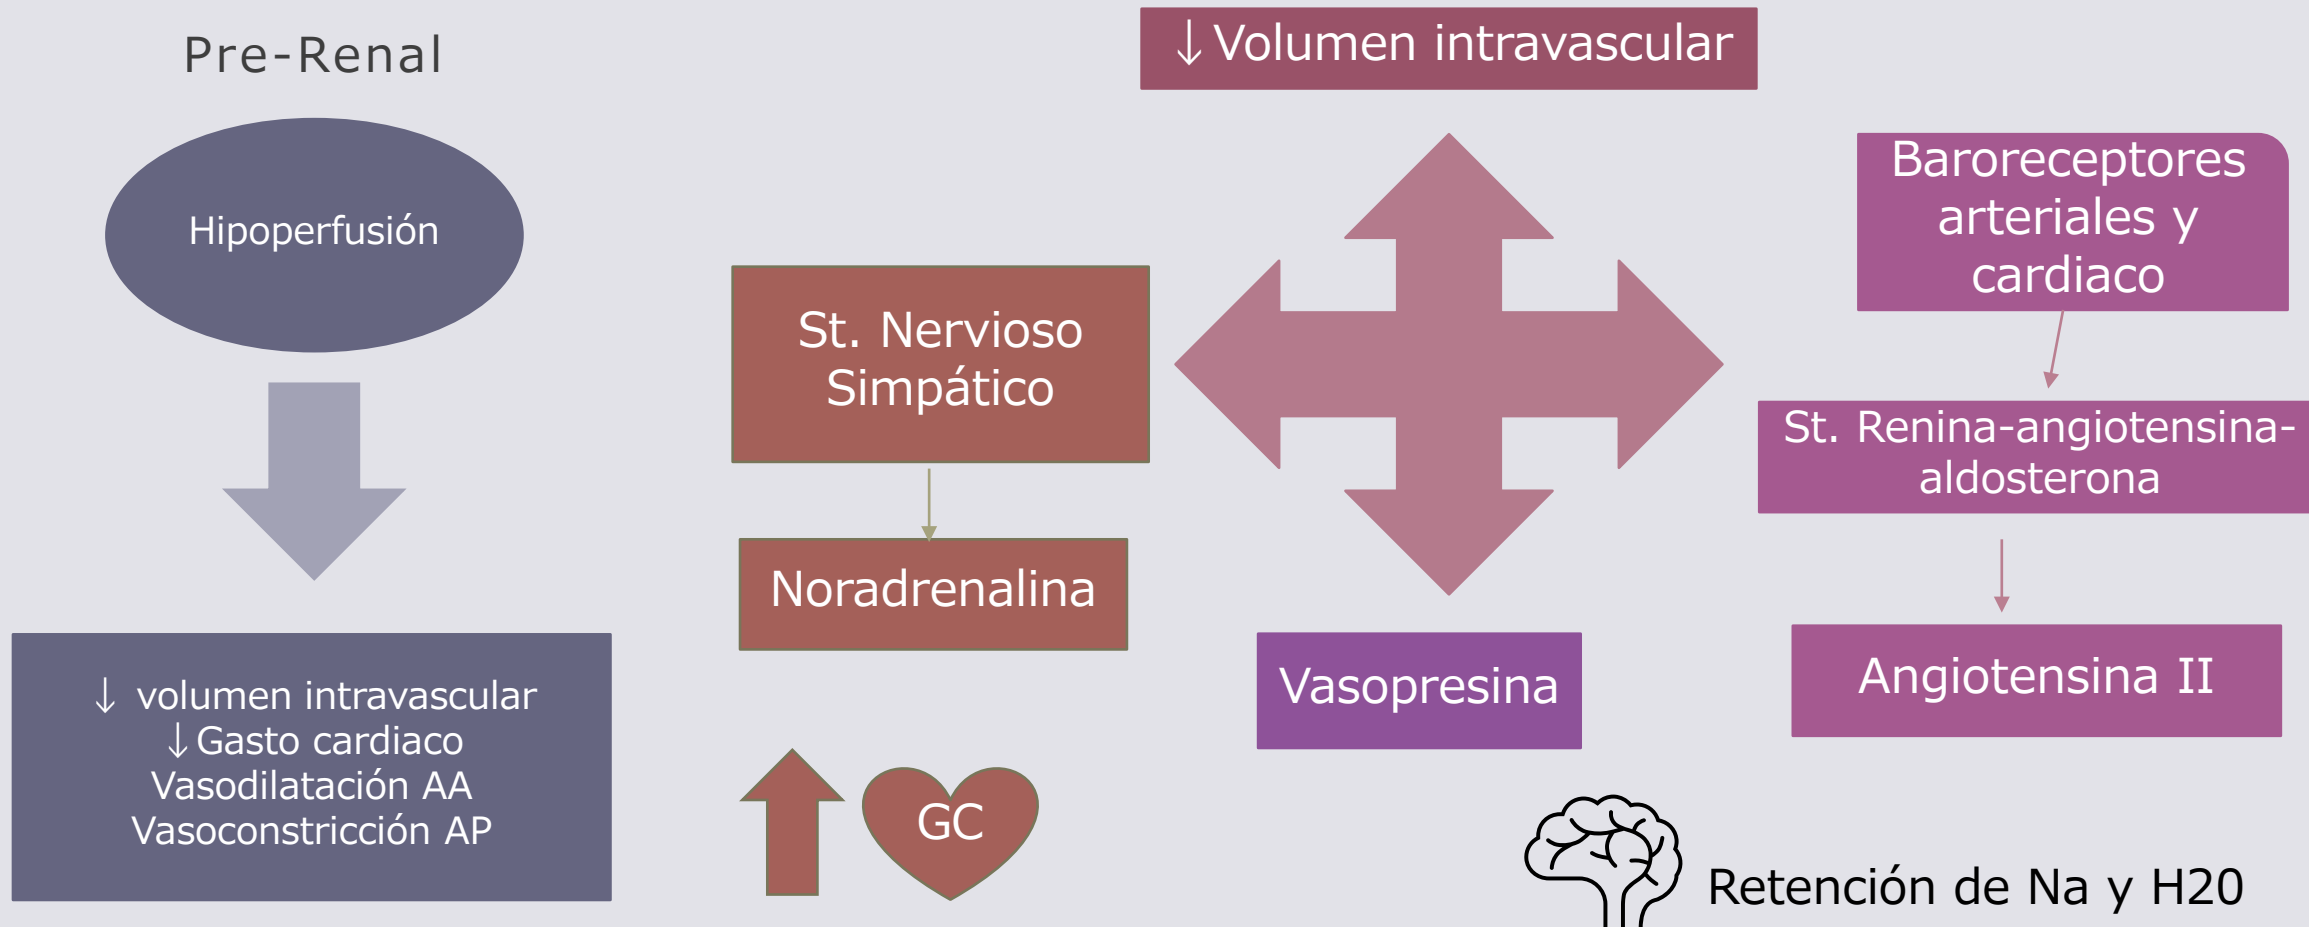 Pre-Renal
Hipoperfusión
↓ volumen intravascular
↓ Gasto cardiaco
Vasodilatación AA
Vasoconstricción AP
↓ Volumen intravascular
St. Nervioso
Simpático
Noradrenalina
GC
Vasopresina
Baroreceptores
arteriales y
cardiaco
St. Renina-angiotensina-
aldosterona
Angiotensina II
Retención de Na y H20